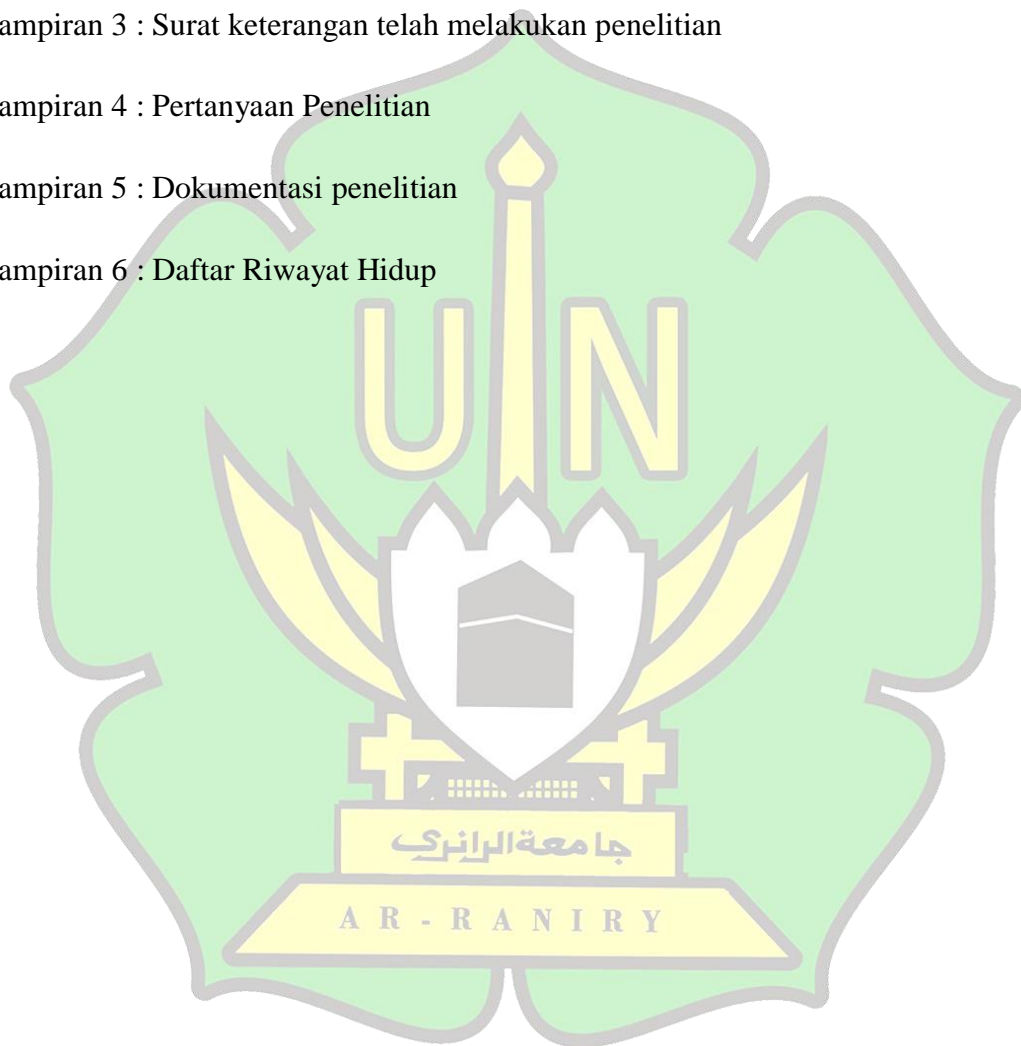 ampiran 3 : Surat keterangan telah melakukan penelitian
ampiran 4 : Pertanyaan Penelitian
ampiran 5 : Dokumentasi penelitian
ampiran 6 : Daftar Riwayat Hidup
UIN
جامعة الرانري
AR-RANIRY